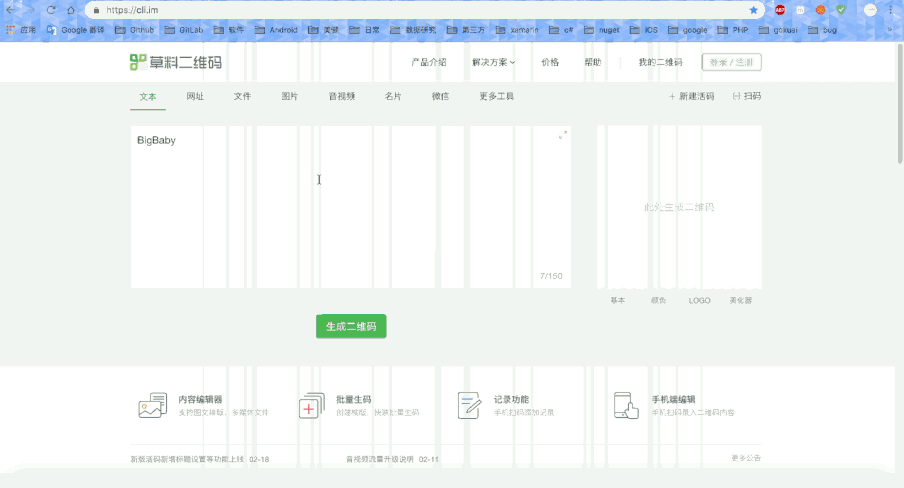 https://cli.im
应用 Google 翻译 Github GitLab 软件 Android 美健 日常 数据研究 第三方 xamarin c# nuget iOS google PHP gckuai bug
草料二维码 产品介绍 解决方案 价格 帮助 我的二维码 登录 / 注册
文本 网址 文件 图片 音视频 名片 微信 更多工具 + 新建活码 扫码
BigBaby
此处生成二维码
7/150
基本 颜色 LOGO 美化器
生成二维码
内容编辑器 批量生码 记录功能 手机端编辑
支持图文排版、多媒体文件 创建模版，快速批量生码 手机扫码添加记录 手机扫码录入二维码内容
新版活码新增标题设置等功能上线 02-18 音视频流量升级说明 02-11 更多公告